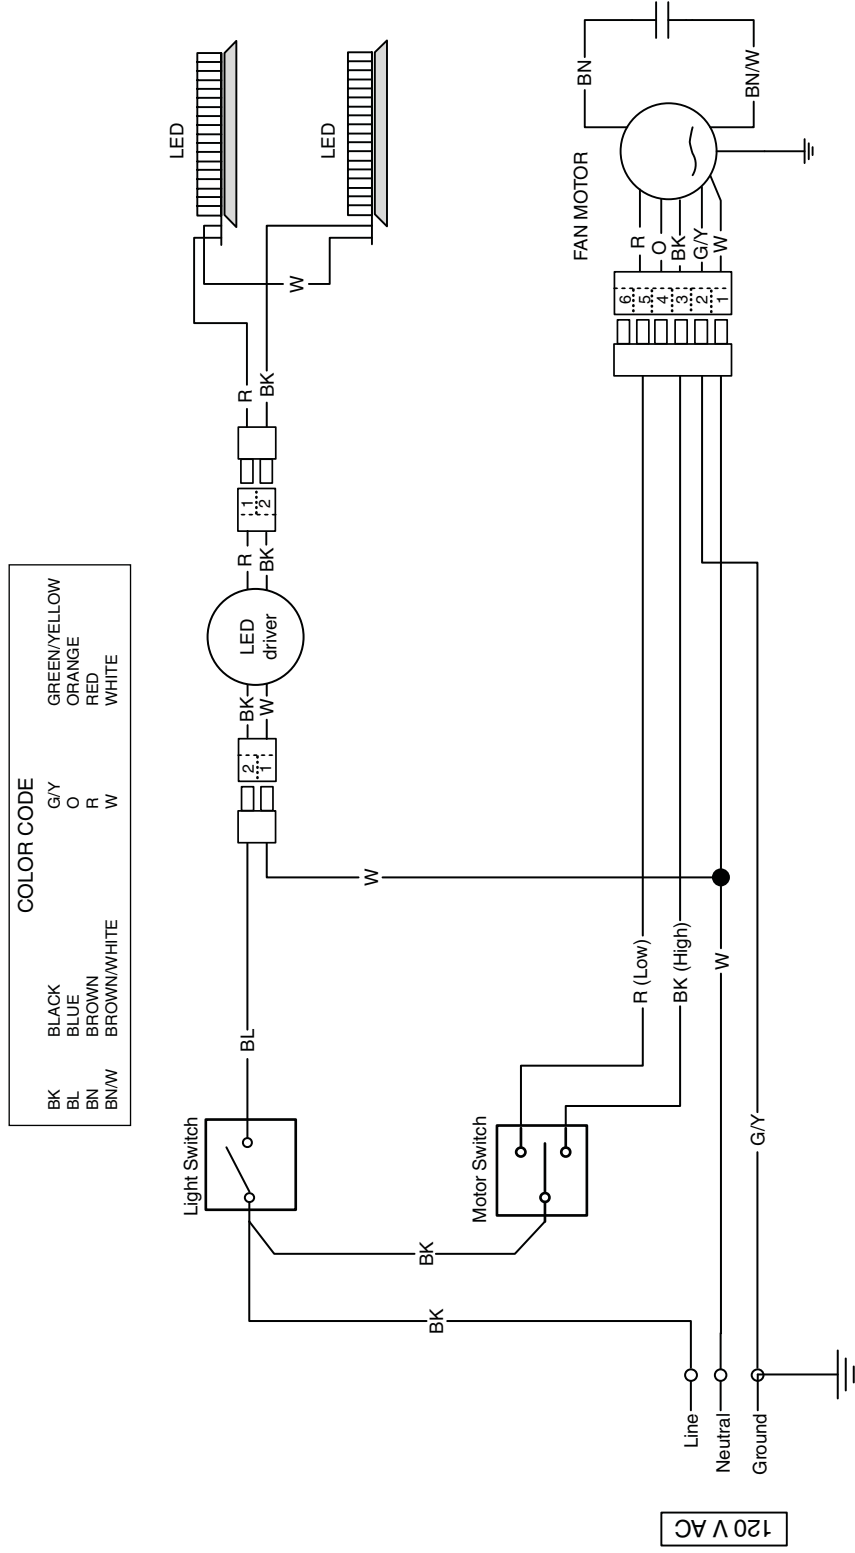 COLOR CODE
BK BLACK G/Y GREEN/YELLOW
BL BLUE O ORANGE
BN BROWN R RED
BN/W BROWN/WHITE W WHITE
Light Switch
BL
2
1
BK
W
LED
driver
R
BK
1
2
R
BK
W
LED
LED
BK
BK
Motor Switch
W
R (Low)
BK (High)
W
G/Y
Line
Neutral
Ground
120 V AC
FAN MOTOR
6
5
4
3
2
1
R
O
BK
G/Y
W
BN
BN/W